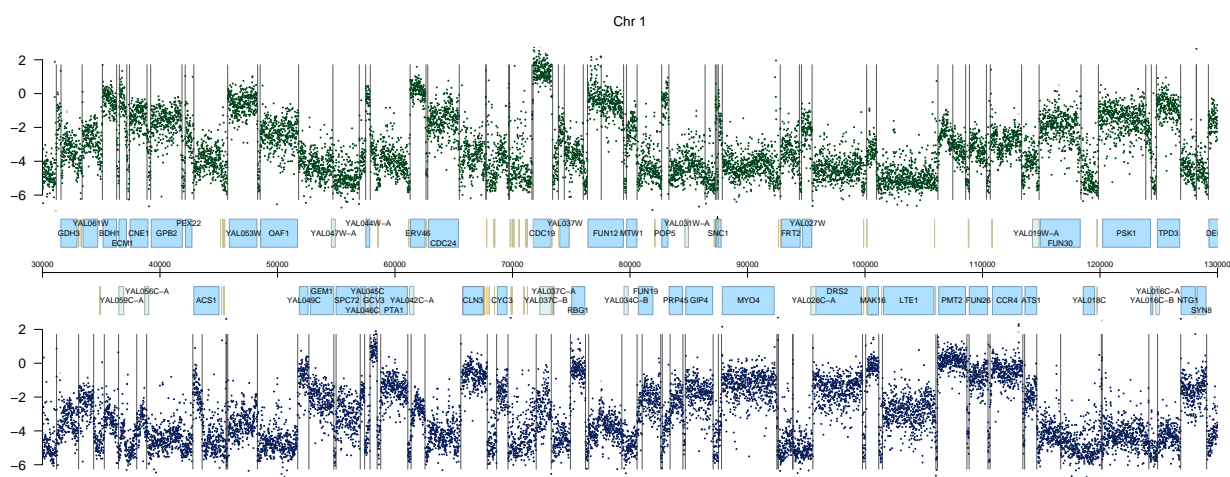 Chr 1
2
0
−2
−4
−6
YAL061W PEX22 YAL044W−A YAL037W YAL031W−A YAL027W
GDH3 BDH1 CNE1 GPB2 YAL053W OAF1 YAL047W−A ERV46 CDC19 FUN12 MTW1 POP5 SNC1 FRT2 YAL019W−A PSK1 TPD3
ECM1 CDC24 FUN30
30000 40000 50000 60000 70000 80000 90000 100000 110000 120000 130000
YAL056C−A GEM1 YAL045C YAL037C−A FUN19 DRS2 YAL016C−A
YAL059C−A ACS1 YAL049C SPC72 GCV3 YAL042C−A CLN3 CYC3 YAL037C−B YAL034C−B PRP45 GIP4 MYO4 YAL026C−A MAK16 LTE1 PMT2 FUN26 CCR4 ATS1 YAL018C YAL016C−B NTG1
YAL046C PTA1 RBG1 SYN8
2
0
−2
−4
−6